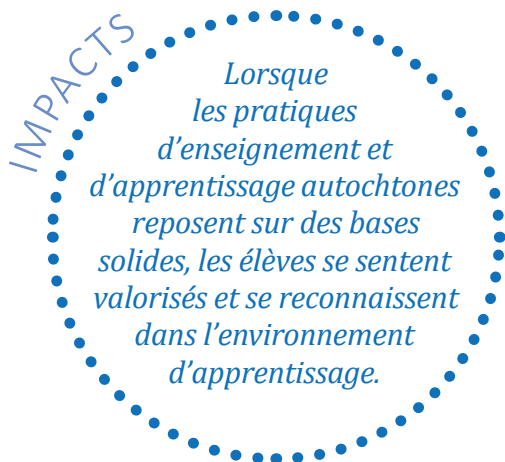 IMPACTS
Lorsque
les pratiques
d'enseignement et
d'apprentissage autochtones
reposent sur des bases
solides, les élèves se sentent
valorisés et se reconnaissent
dans l'environnement
d'apprentissage.